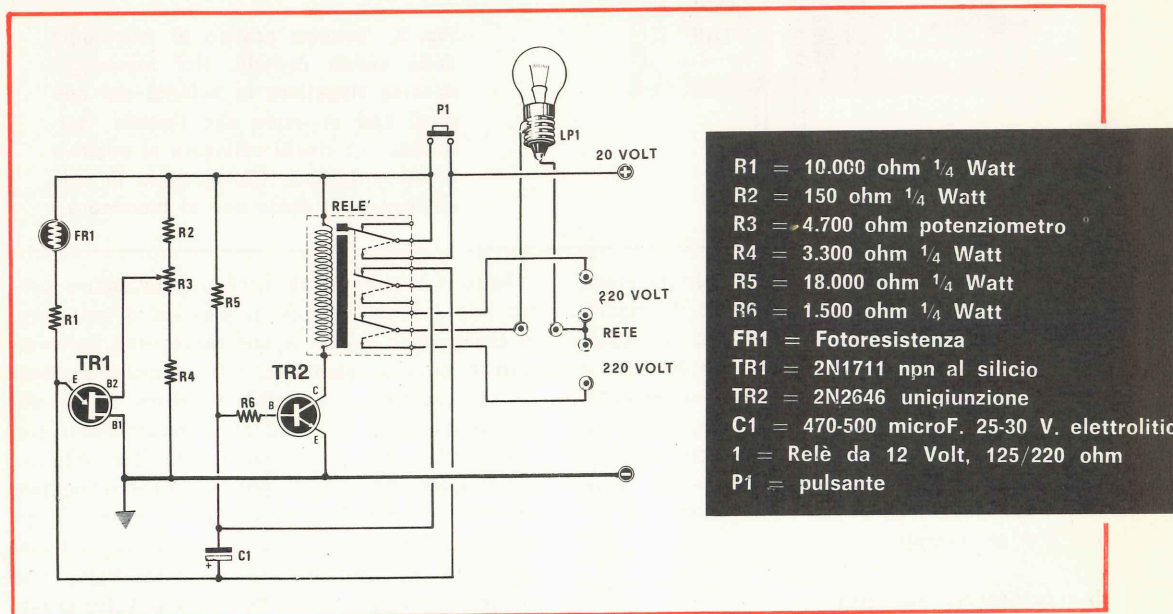 P1
LP1
20 VOLT
+
RELE'
FR1
R2
R3
R5
220 VOLT
R1
RETE
TR1
TR2
220 VOLT
E
B2
R4
C
R6
B
B1
E
−
C1
+
R1 = 10.000 ohm ¼ Watt
R2 = 150 ohm ¼ Watt
R3 = 4.700 ohm potenziometro
R4 = 3.300 ohm ¼ Watt
R5 = 18.000 ohm ¼ Watt
R6 = 1.500 ohm ¼ Watt
FR1 = Fotoresistenza
TR1 = 2N1711 npn al silicio
TR2 = 2N2646 unigiunzione
C1 = 470-500 microF. 25-30 V. elettrolitico
1 = Relè da 12 Volt, 125/220 ohm
P1 = pulsante